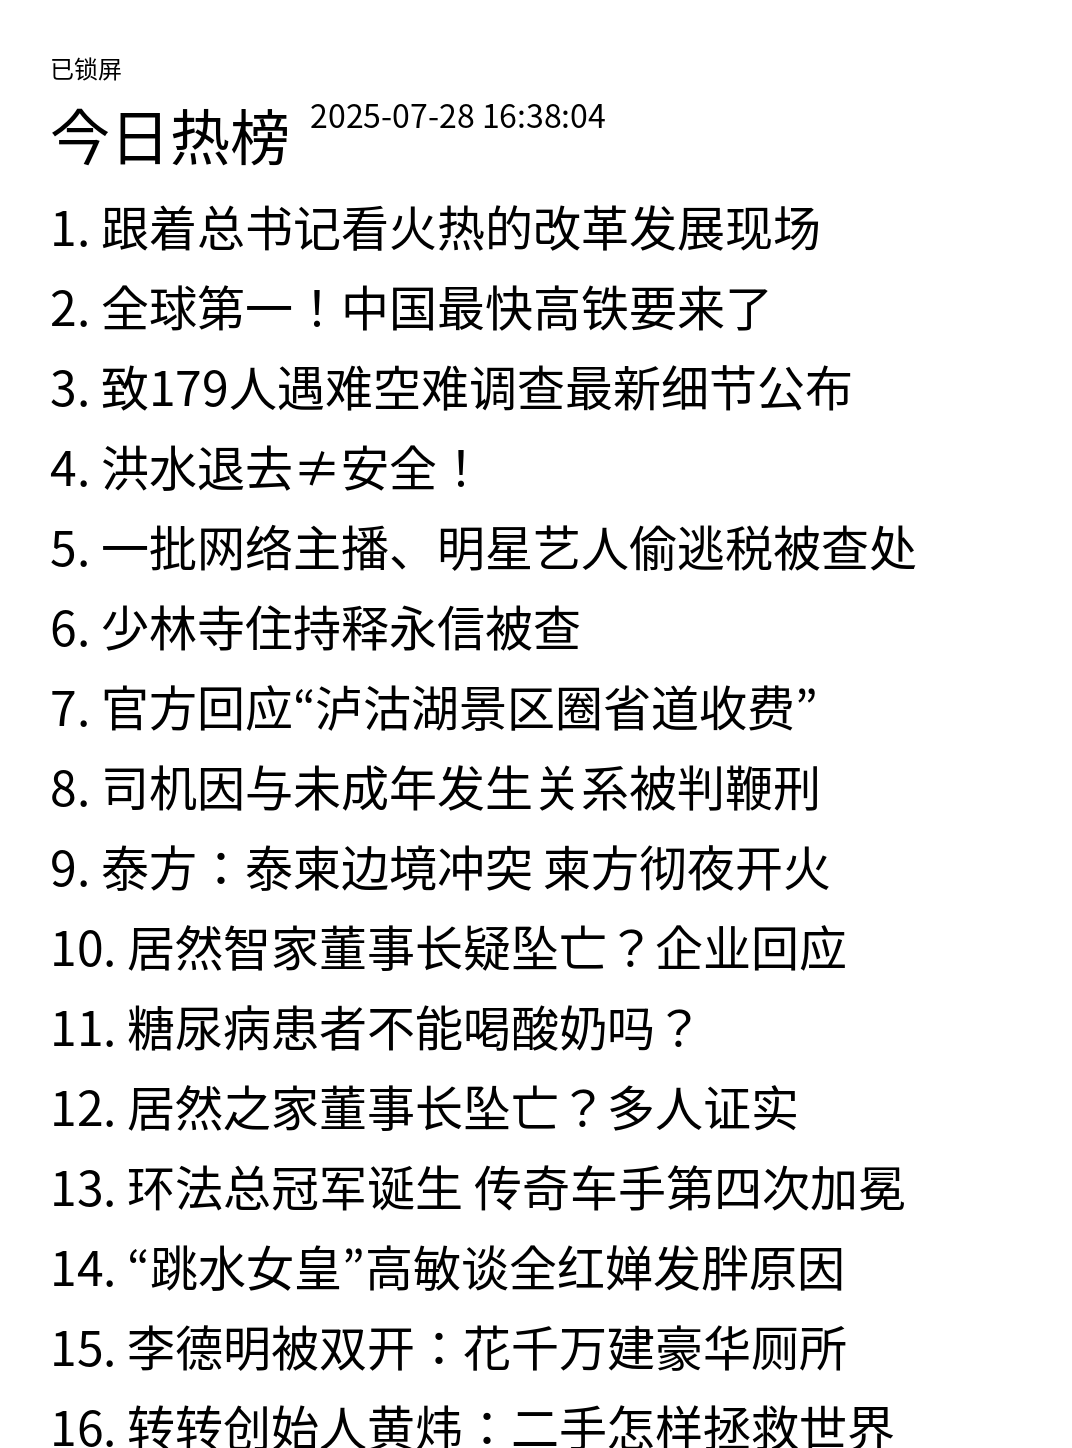 已锁屏
今日热榜 2025-07-28 16:38:04
1. 跟着总书记看火热的改革发展现场
2. 全球第一！中国最快高铁要来了
3. 致179人遇难空难调查最新细节公布
4. 洪水退去≠安全！
5. 一批网络主播、明星艺人偷逃税被查处
6. 少林寺住持释永信被查
7. 官方回应“泸沽湖景区圈省道收费”
8. 司机因与未成年发生关系被判鞭刑
9. 泰方：泰柬边境冲突 柬方彻夜开火
10. 居然智家董事长疑坠亡？企业回应
11. 糖尿病患者不能喝酸奶吗？
12. 居然之家董事长坠亡？多人证实
13. 环法总冠军诞生 传奇车手第四次加冕
14. “跳水女皇”高敏谈全红婵发胖原因
15. 李德明被双开：花千万建豪华厕所
16. 转转创始人黄炜：二手怎样拯救世界